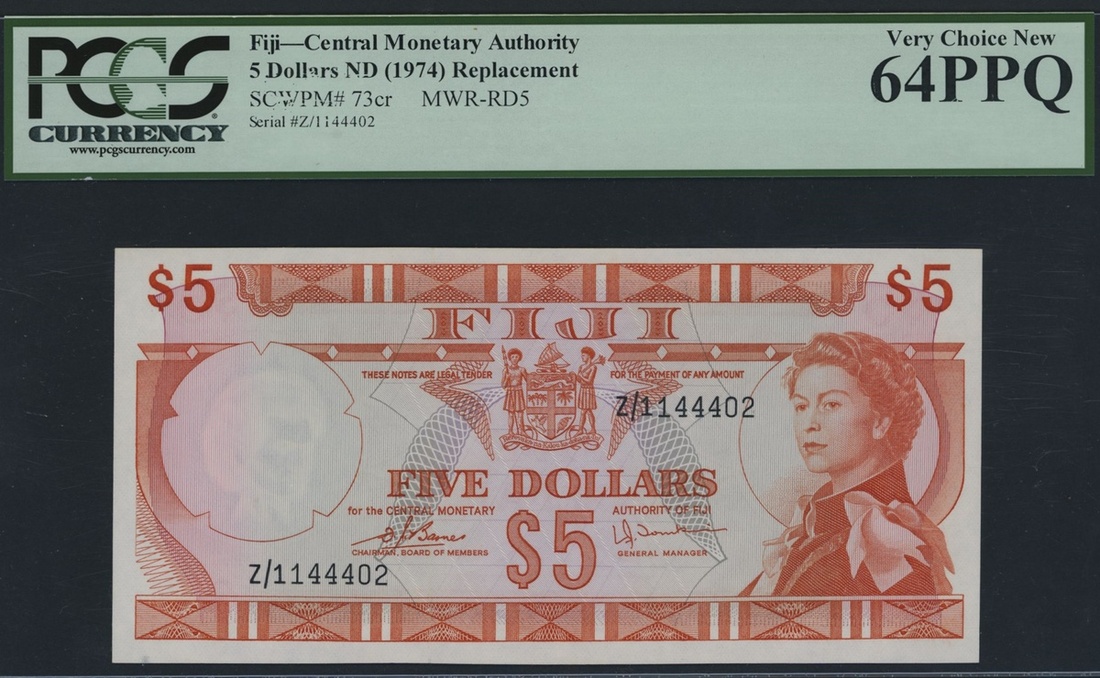 PCGS
CURRENCY
www.pcgscurrency.com
Fiji—Central Monetary Authority
5 Dollars ND (1974) Replacement
SCWPM# 73cr MWR-RD5
Serial #Z/1144402
Very Choice New
64PPQ
$5 $5
FIJI
THESE NOTES ARE LEGAL TENDER FOR THE PAYMENT OF ANY AMOUNT
Z/1144402
FIVE DOLLARS
for the CENTRAL MONETARY AUTHORITY OF FIJI
$5
CHAIRMAN, BOARD OF MEMBERS GENERAL MANAGER
Z/1144402